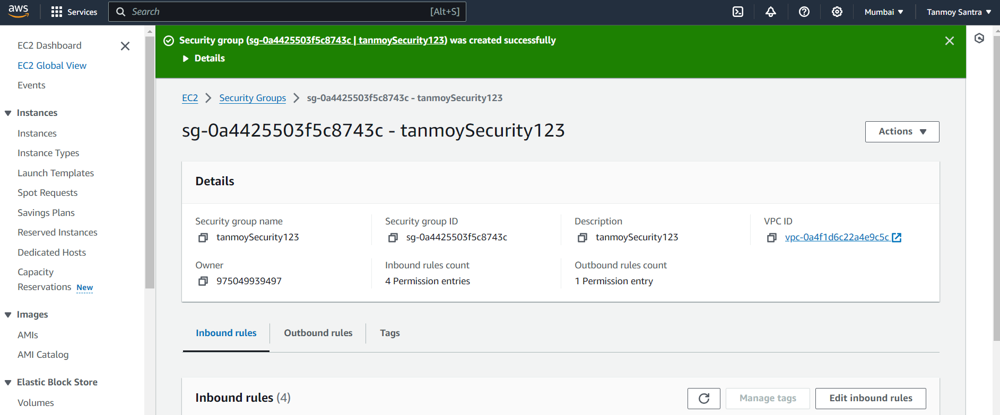 aws
Services
Search [Alt+S]
Mumbai
Tanmoy Santra
EC2 Dashboard
EC2 Global View
Events
Instances
Instances
Instance Types
Launch Templates
Spot Requests
Savings Plans
Reserved Instances
Dedicated Hosts
Capacity
Reservations New
Images
AMIs
AMI Catalog
Elastic Block Store
Volumes
Security group (sg-0a4425503f5c8743c | tanmoySecurity123) was created successfully
Details
EC2 Security Groups sg-0a4425503f5c8743c - tanmoySecurity123
sg-0a4425503f5c8743c - tanmoySecurity123
Actions
Details
Security group name
tanmoySecurity123
Security group ID
sg-0a4425503f5c8743c
Description
tanmoySecurity123
VPC ID
vpc-0a4f1d6c22a4e9c5c
Owner
975049939497
Inbound rules count
4 Permission entries
Outbound rules count
1 Permission entry
Inbound rules
Outbound rules
Tags
Inbound rules (4)
Manage tags
Edit inbound rules